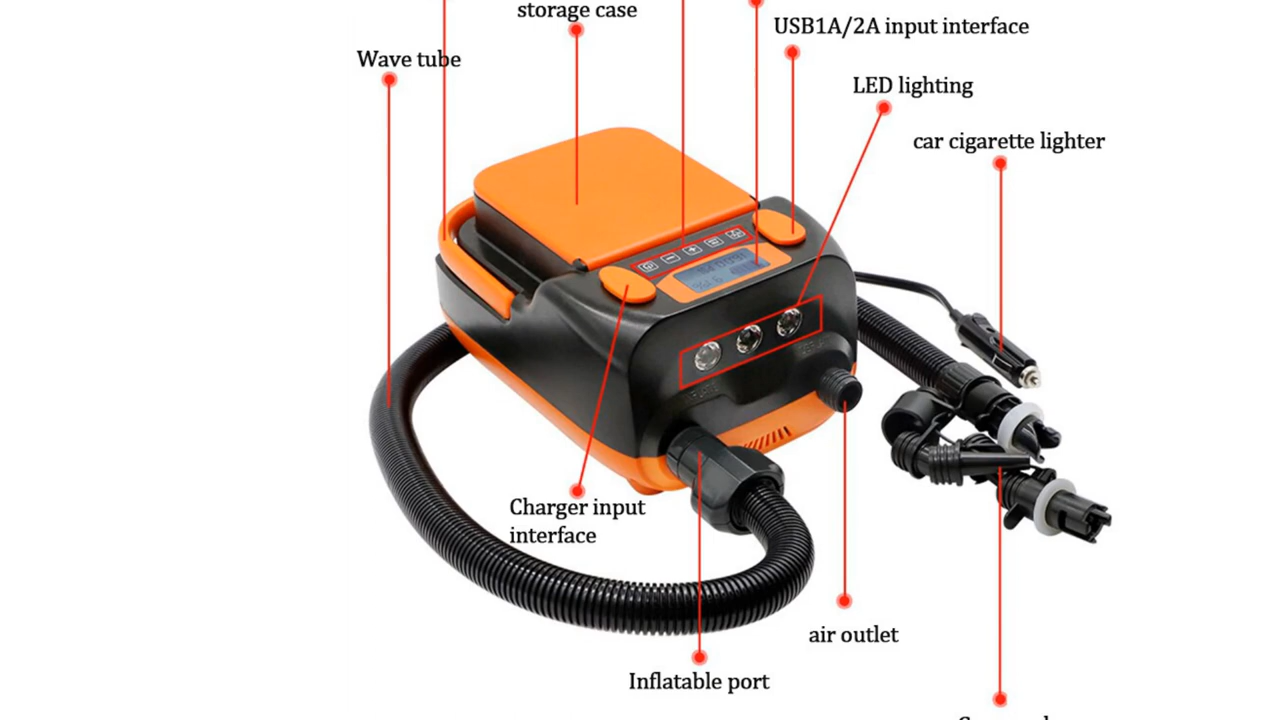 storage case
USB1A/2A input interface
Wave tube
LED lighting
car cigarette lighter
Charger input
interface
air outlet
Inflatable port